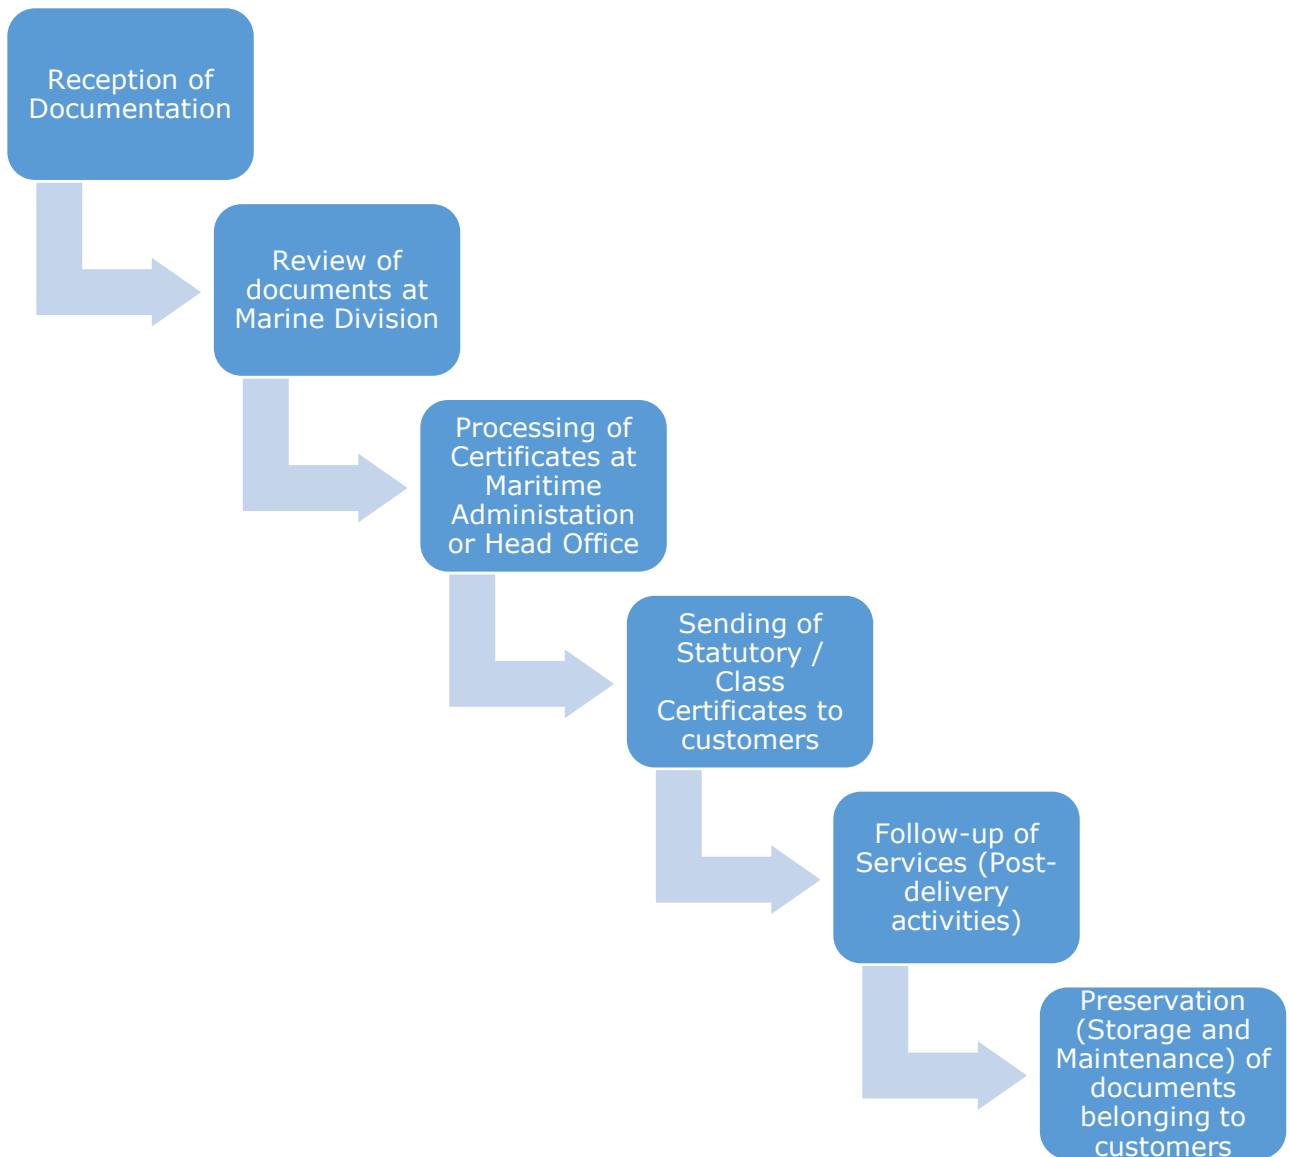 Reception of
Documentation
Review of
documents at
Marine Division
Processing of
Certificates at
Maritime
Administation
or Head Office
Sending of
Statutory /
Class
Certificates to
customers
Follow-up of
Services (Post-
delivery
activities)
Preservation
(Storage and
Maintenance) of
documents
belonging to
customers